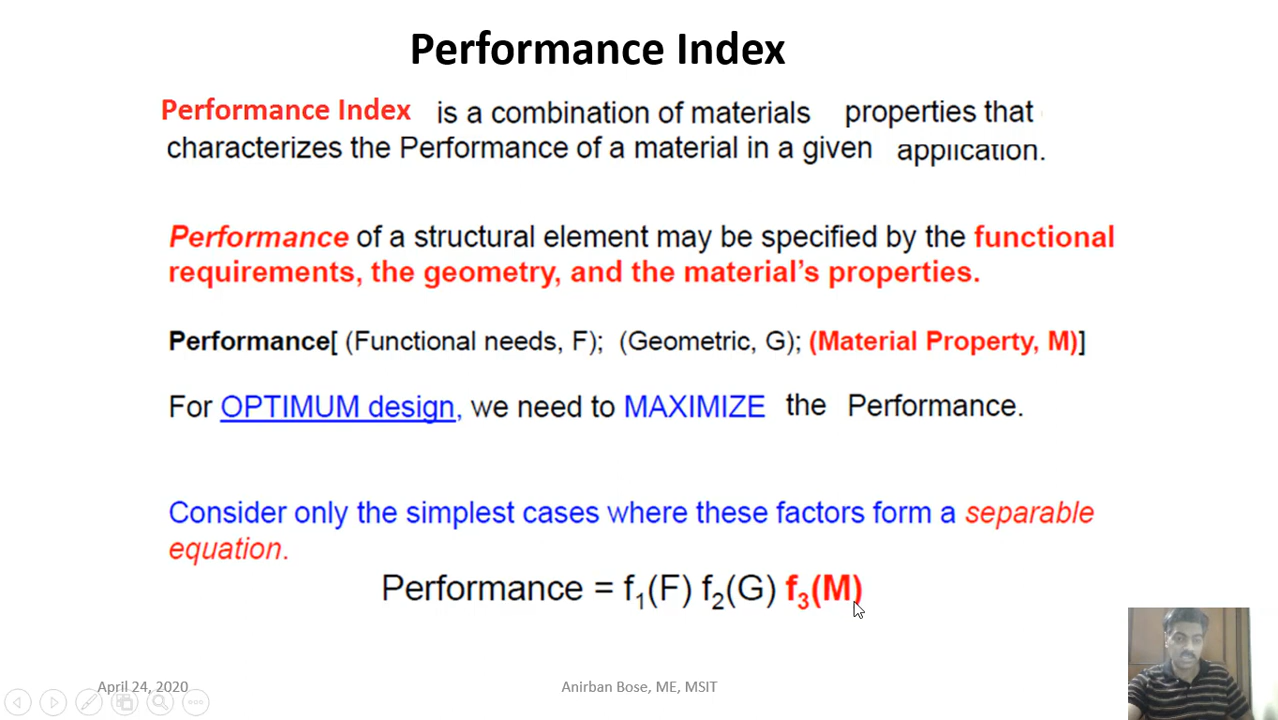 Performance Index
Performance Index is a combination of materials properties that
characterizes the Performance of a material in a given application.
Performance of a structural element may be specified by the functional
requirements, the geometry, and the material's properties.
Performance[ (Functional needs, F); (Geometric, G); (Material Property, M)]
For OPTIMUM design, we need to MAXIMIZE the Performance.
Consider only the simplest cases where these factors form a separable
equation.
Performance = f₁(F) f₂(G) f₃(M)
April 24, 2020 Anirban Bose, ME, MSIT